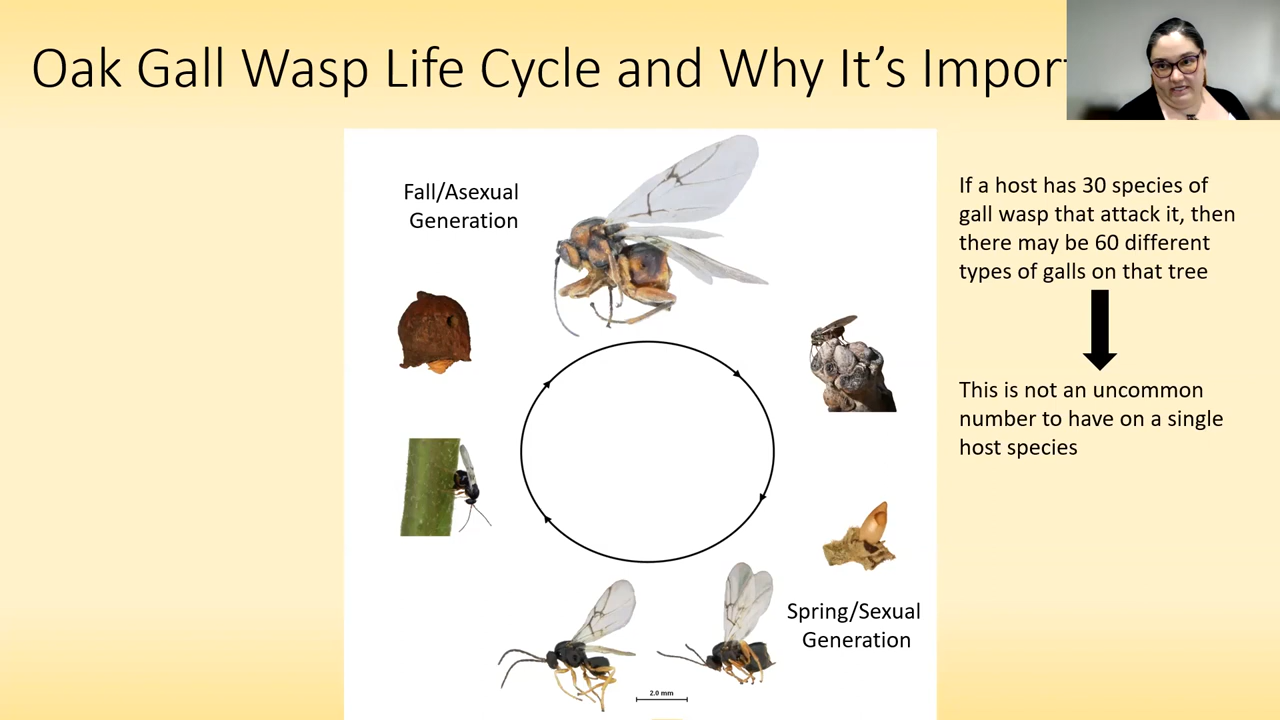 Oak Gall Wasp Life Cycle and Why It's Impor
Fall/Asexual
Generation
If a host has 30 species of
gall wasp that attack it, then
there may be 60 different
types of galls on that tree
This is not an uncommon
number to have on a single
host species
Spring/Sexual
Generation
2.0 mm